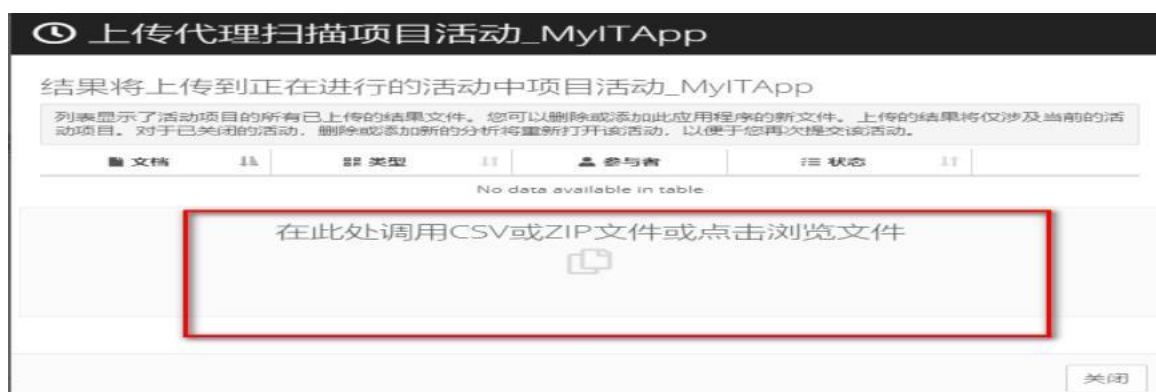 上传代理扫描项目活动_MyITApp
结果将上传到正在进行的活动中项目活动_MyITApp
列表显示了活动项目的所有已上传的结果文件。您可以删除或添加此应用程序的新文件。上传的结果将仅涉及当前的活
动项目。对于已关闭的活动，删除或添加新的分析将重新打开该活动，以便于您再次提交该活动。
文档 类型 参与者 状态
No data available in table
在此处调用CSV或ZIP文件或点击浏览文件
关闭